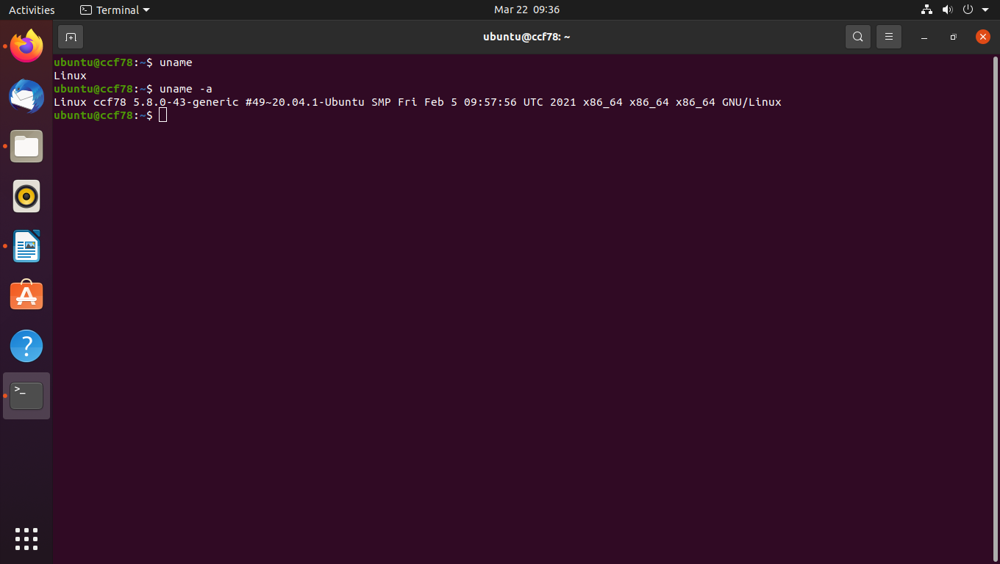 Activities Terminal Mar 22 09:36
ubuntu@ccf78: ~
ubuntu@ccf78:~$ uname
Linux
ubuntu@ccf78:~$ uname -a
Linux ccf78 5.8.0-43-generic #49~20.04.1-Ubuntu SMP Fri Feb 5 09:57:56 UTC 2021 x86_64 x86_64 x86_64 GNU/Linux
ubuntu@ccf78:~$